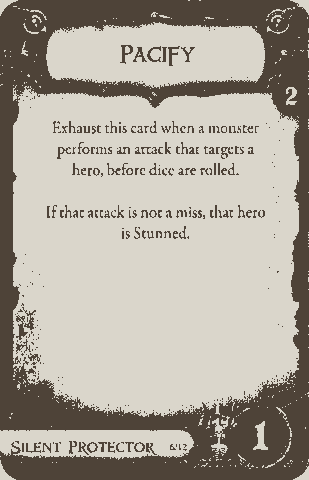 PACIFY
2
Exhaust this card when a monster
performs an attack that targets a
hero, before dice are rolled.
If that attack is not a miss, that hero
is Stunned.
SILENT PROTECTOR 6/12
1